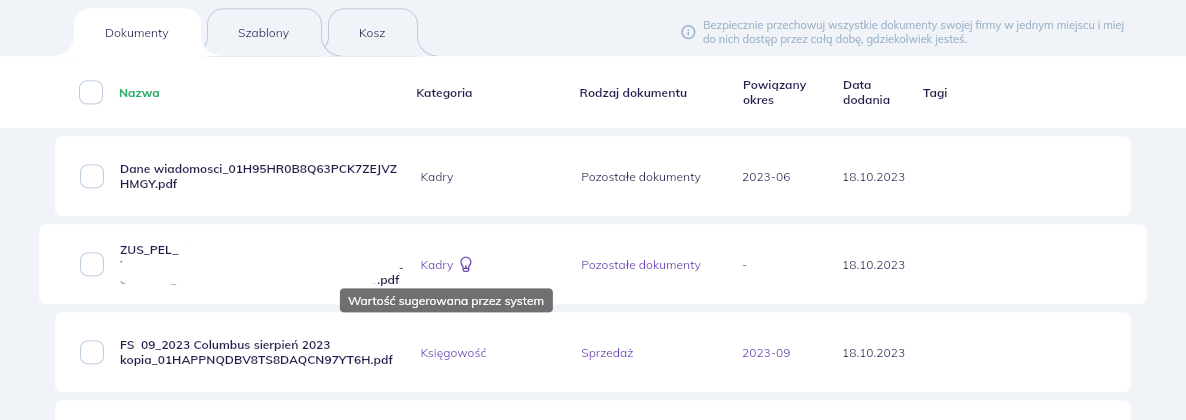 Dokumenty
Szablony
Kosz
Bezpiecznie przechowuj wszystkie dokumenty swojej firmy w jednym miejscu i miej
do nich dostęp przez całą dobę, gdziekolwiek jesteś.
Nazwa
Kategoria
Rodzaj dokumentu
Powiązany
okres
Data
dodania
Tagi
Dane wiadomosci_01H95HR0B8Q63PCK7ZEJVZ
HMGY.pdf
Kadry
Pozostałe dokumenty
2023-06
18.10.2023
ZUS_PEL_
.pdf
Kadry
Pozostałe dokumenty
-
18.10.2023
Wartość sugerowana przez system
FS 09_2023 Columbus sierpień 2023
kopia_01HAPPNQDBV8TS8DAQCN97YT6H.pdf
Księgowość
Sprzedaż
2023-09
18.10.2023